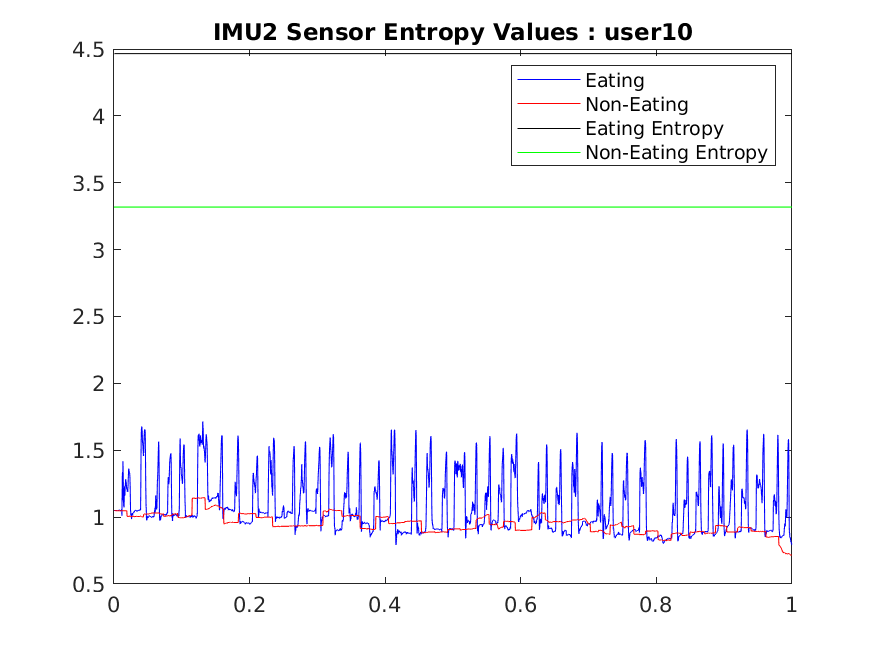 IMU2 Sensor Entropy Values : user10
4.5
4
3.5
3
2.5
2
1.5
1
0.5
Eating
Non-Eating
Eating Entropy
Non-Eating Entropy
0 0.2 0.4 0.6 0.8 1